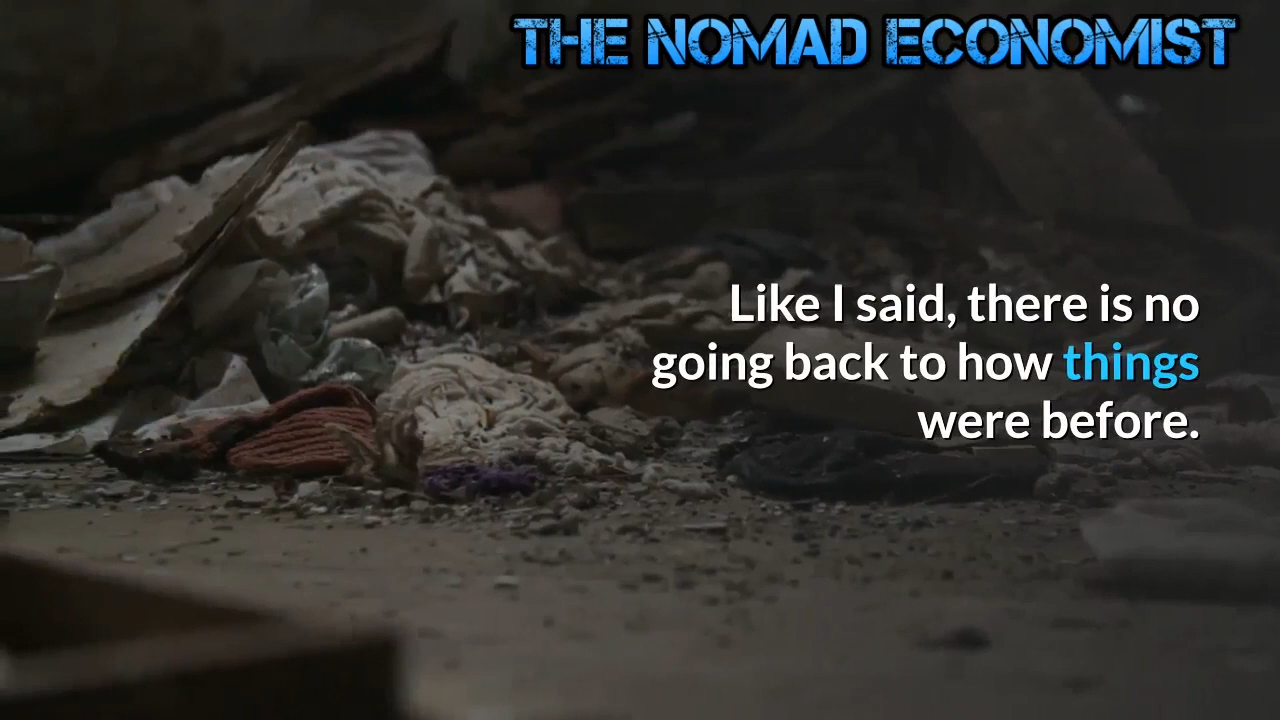 THE NOMAD ECONOMIST
Like I said, there is no
going back to how things
were before.